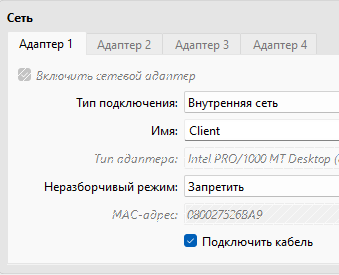 Сеть
Адаптер 1 Адаптер 2 Адаптер 3 Адаптер 4
Включить сетевой адаптер
Тип подключения: Внутренняя сеть
Имя: Client
Тип адаптера: Intel PRO/1000 MT Desktop
Неразборчивый режим: Запретить
MAC-адрес: 080027526BA9
Подключить кабель